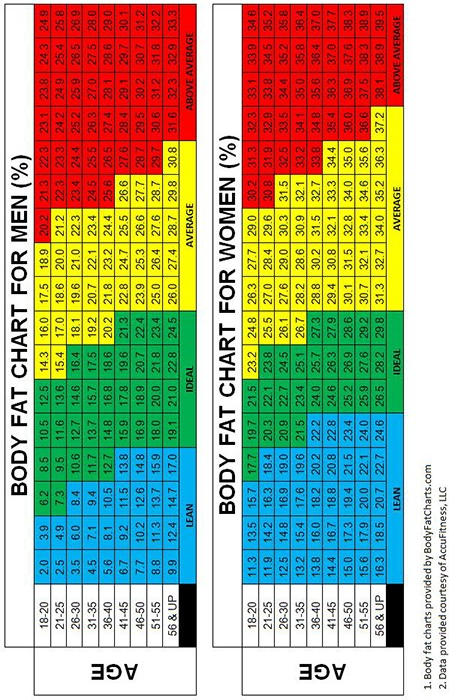 BODY FAT CHART FOR MEN (%)
AGE
18-20 2.0 3.9 6.2 8.5 10.5 12.5 14.3 16.0 17.5 18.9 20.2 21.3 22.3 23.1 23.8 24.3 24.9
21-25 2.5 4.9 7.3 9.5 11.6 13.6 15.4 17.0 18.6 20.0 21.2 22.3 23.3 24.2 24.9 25.4 25.8
26-30 3.5 6.0 8.4 10.6 12.7 14.6 16.4 18.1 19.6 21.0 22.3 23.4 24.4 25.2 25.9 26.5 26.9
31-35 4.5 7.1 9.4 11.7 13.7 15.7 17.5 19.2 20.7 22.1 23.4 24.5 25.5 26.3 27.0 27.5 28.0
36-40 5.6 8.1 10.5 12.7 14.8 16.8 18.6 20.2 21.8 23.2 24.4 25.6 26.5 27.4 28.1 28.6 29.0
41-45 6.7 9.2 11.5 13.8 15.9 17.8 19.6 21.3 22.8 24.7 25.5 26.6 27.6 28.4 29.1 29.7 30.1
46-50 7.7 10.2 12.6 14.8 16.9 18.9 20.7 22.4 23.9 25.3 26.6 27.7 28.7 29.5 30.2 30.7 31.2
51-55 8.8 11.3 13.7 15.9 18.0 20.0 21.8 23.4 25.0 26.4 27.6 28.7 29.7 30.6 31.2 31.8 32.2
56 & UP 9.9 12.4 14.7 17.0 19.1 21.0 22.8 24.5 26.0 27.4 28.7 29.8 30.8 31.6 32.3 32.9 33.3
LEAN IDEAL AVERAGE ABOVE AVERAGE
BODY FAT CHART FOR WOMEN (%)
AGE
18-20 11.3 13.5 15.7 17.7 19.7 21.5 23.2 24.8 26.3 27.7 29.0 30.2 31.3 32.3 33.1 33.9 34.6
21-25 11.9 14.2 16.3 18.4 20.3 22.1 23.8 25.5 27.0 28.4 29.6 30.8 31.9 32.9 33.8 34.5 35.2
26-30 12.5 14.8 16.9 19.0 20.9 22.7 24.5 26.1 27.6 29.0 30.3 31.5 32.5 33.5 34.4 35.2 35.8
31-35 13.2 15.4 17.6 19.6 21.5 23.4 25.1 26.7 28.2 29.6 30.9 32.1 33.2 34.1 35.0 35.8 36.4
36-40 13.8 16.0 18.2 20.2 22.2 24.0 25.7 27.3 28.8 30.2 31.5 32.7 33.8 34.8 35.6 36.4 37.0
41-45 14.4 16.7 18.8 20.8 22.8 24.6 26.3 27.9 29.4 30.8 32.1 33.3 34.4 35.4 36.3 37.0 37.7
46-50 15.0 17.3 19.4 21.5 23.4 25.2 26.9 28.6 30.1 31.5 32.8 34.0 35.0 36.0 36.9 37.6 38.3
51-55 15.6 17.9 20.0 22.1 24.0 25.9 27.6 29.2 30.7 32.1 33.4 34.6 35.6 36.6 37.5 38.3 38.9
56 & UP 16.3 18.5 20.7 22.7 24.6 26.5 28.2 29.8 31.3 32.7 34.0 35.2 36.3 37.2 38.1 38.9 39.5
LEAN IDEAL AVERAGE ABOVE AVERAGE
1. Body fat charts provided by BodyFatCharts.com
2. Data provided courtesy of AccuFitness, LLC